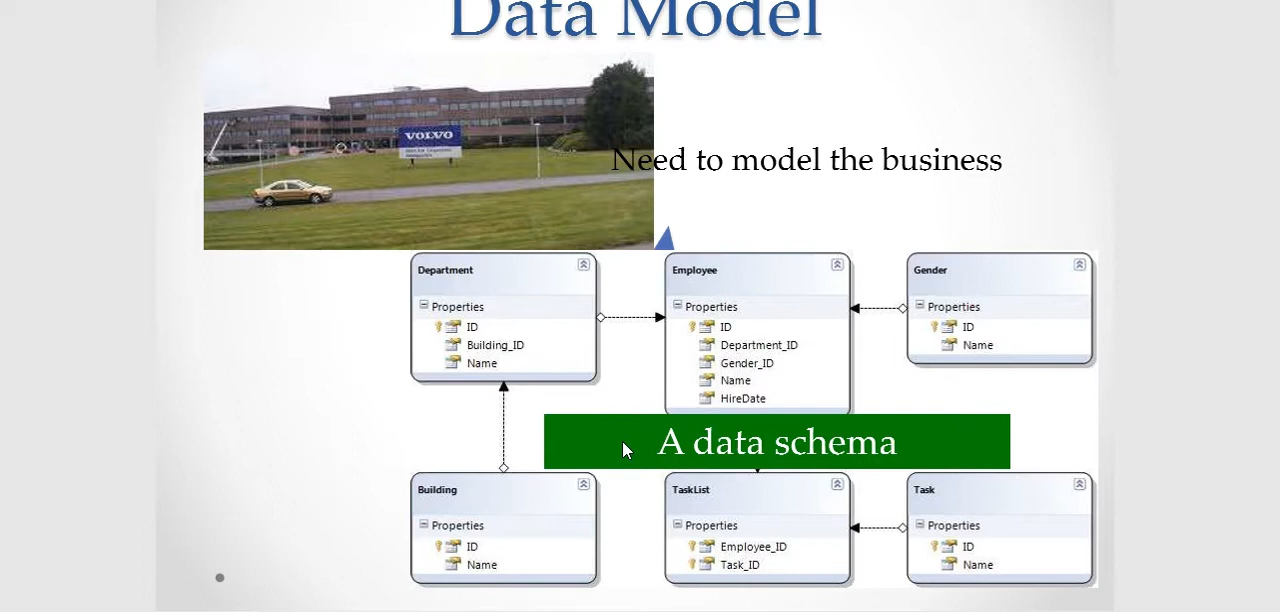 Data Model
VOLVO
Need to model the business
Department
Properties
ID
Building_ID
Name
Employee
Properties
ID
Department_ID
Gender_ID
Name
HireDate
Gender
Properties
ID
Name
A data schema
Building
Properties
ID
Name
TaskList
Properties
Employee_ID
Task_ID
Task
Properties
ID
Name